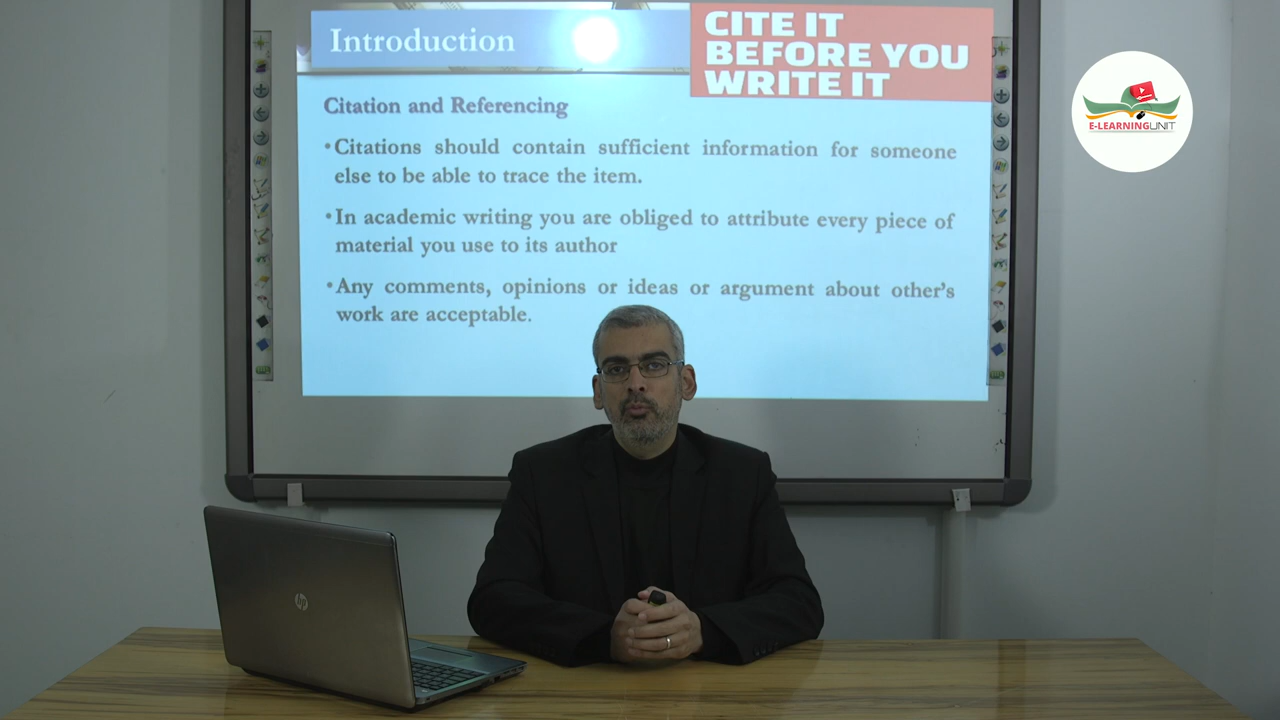 Introduction
CITE IT
BEFORE YOU
WRITE IT
Citation and Referencing
•Citations should contain sufficient information for someone
else to be able to trace the item.
•In academic writing you are obliged to attribute every piece of
material you use to its author
•Any comments, opinions or ideas or argument about other's
work are acceptable.
E-LEARNINGUNIT
hp